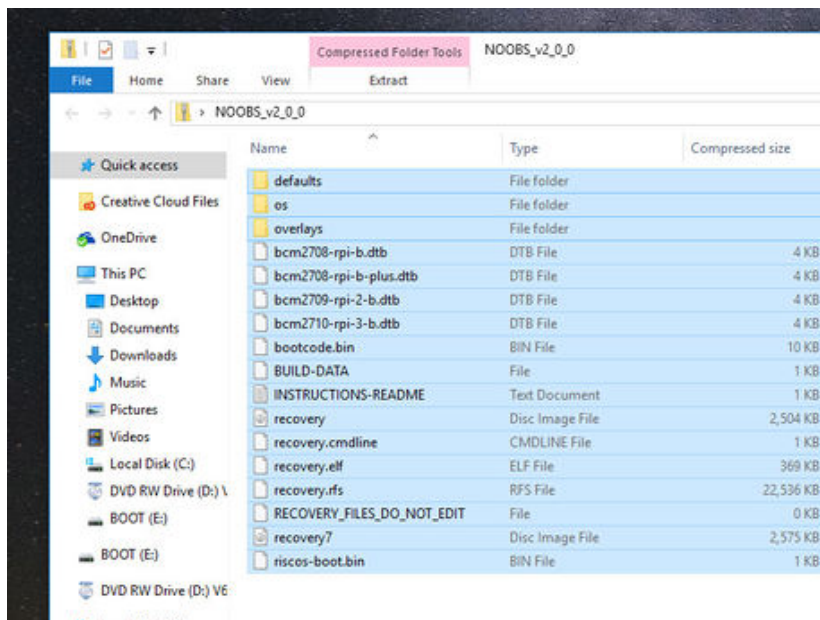 Compressed Folder Tools NOOBS_v2_0_0
File Home Share View Extract
NOOBS_v2_0_0
Name Type Compressed size
Quick access
Creative Cloud Files
OneDrive
This PC
Desktop
Documents
Downloads
Music
Pictures
Videos
Local Disk (C:)
DVD RW Drive (D:) \
BOOT (E:)
BOOT (E:)
DVD RW Drive (D:) V6
defaults File folder
os File folder
overlays File folder
bcm2708-rpi-b.dtb DTB File 4 KB
bcm2708-rpi-b-plus.dtb DTB File 4 KB
bcm2709-rpi-2-b.dtb DTB File 4 KB
bcm2710-rpi-3-b.dtb DTB File 4 KB
bootcode.bin BIN File 10 KB
BUILD-DATA File 1 KB
INSTRUCTIONS-README Text Document 1 KB
recovery Disc Image File 2,504 KB
recovery.cmdline CMDLINE File 1 KB
recovery.elf ELF File 369 KB
recovery.rfs RFS File 22,536 KB
RECOVERY_FILES_DO_NOT_EDIT File 0 KB
recovery7 Disc Image File 2,575 KB
riscos-boot.bin BIN File 1 KB